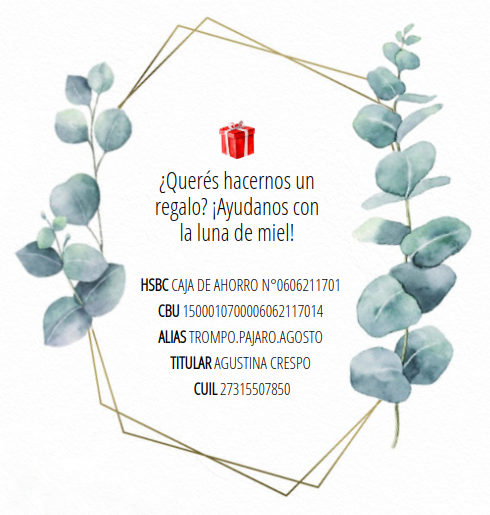 ¿Querés hacernos un
regalo? ¡Ayudanos con
la luna de miel!
HSBC CAJA DE AHORRO N°0606211701
CBU 1500010700006062117014
ALIAS TROMPO.PAJARO.AGOSTO
TITULAR AGUSTINA CRESPO
CUIL 27315507850